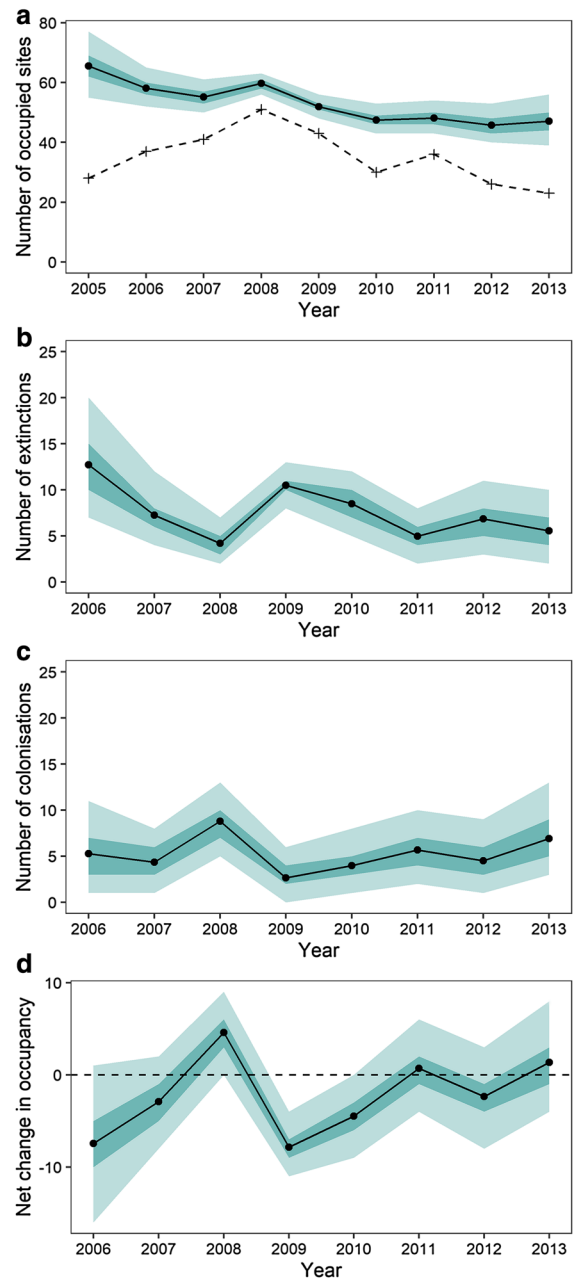 a
Number of occupied sites
80
60
40
20
0
2005 2006 2007 2008 2009 2010 2011 2012 2013
Year
b
Number of extinctions
25
20
15
10
5
0
2006 2007 2008 2009 2010 2011 2012 2013
Year
c
Number of colonisations
25
20
15
10
5
0
2006 2007 2008 2009 2010 2011 2012 2013
Year
d
Net change in occupancy
10
0
-10
2006 2007 2008 2009 2010 2011 2012 2013
Year